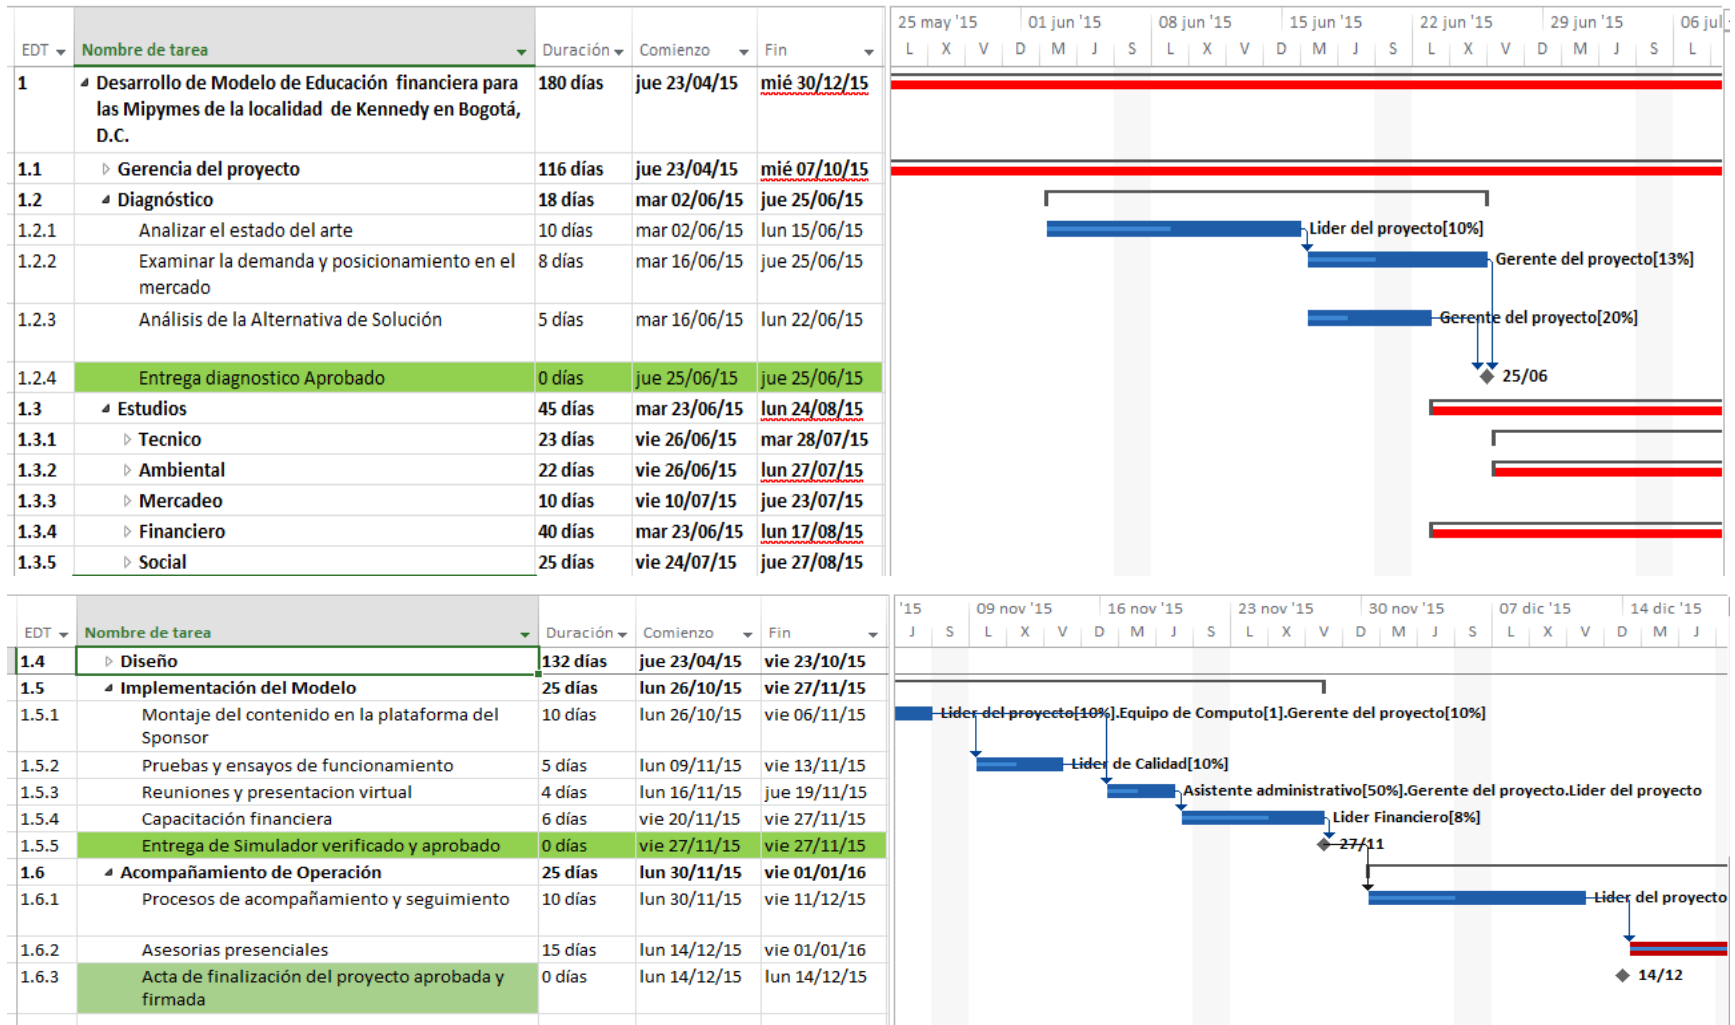 25 may '15 01 jun '15 08 jun '15 15 jun '15 22 jun '15 29 jun '15 06 jul
EDT Nombre de tarea Duración Comienzo Fin L X V D M J S L X V D M J S L X V D M J S L
1 Desarrollo de Modelo de Educación financiera para 180 días jue 23/04/15 mié 30/12/15
las Mipymes de la localidad de Kennedy en Bogotá,
D.C.
1.1 Gerencia del proyecto 116 días jue 23/04/15 mié 07/10/15
1.2 Diagnóstico 18 días mar 02/06/15 jue 25/06/15
1.2.1 Analizar el estado del arte 10 días mar 02/06/15 lun 15/06/15 Lider del proyecto[10%]
1.2.2 Examinar la demanda y posicionamiento en el 8 días mar 16/06/15 jue 25/06/15 Gerente del proyecto[13%]
mercado
1.2.3 Análisis de la Alternativa de Solución 5 días mar 16/06/15 lun 22/06/15 Gerente del proyecto[20%]
1.2.4 Entrega diagnostico Aprobado 0 días jue 25/06/15 jue 25/06/15 25/06
1.3 Estudios 45 días mar 23/06/15 lun 24/08/15
1.3.1 Tecnico 23 días vie 26/06/15 mar 28/07/15
1.3.2 Ambiental 22 días vie 26/06/15 lun 27/07/15
1.3.3 Mercadeo 10 días vie 10/07/15 jue 23/07/15
1.3.4 Financiero 40 días mar 23/06/15 lun 17/08/15
1.3.5 Social 25 días vie 24/07/15 jue 27/08/15
'15 09 nov '15 16 nov '15 23 nov '15 30 nov '15 07 dic '15 14 dic '15
EDT Nombre de tarea Duración Comienzo Fin J S L X V D M J S L X V D M J S L X V D M J
1.4 Diseño 132 días jue 23/04/15 vie 23/10/15
1.5 Implementación del Modelo 25 días lun 26/10/15 vie 27/11/15
1.5.1 Montaje del contenido en la plataforma del 10 días lun 26/10/15 vie 06/11/15 Lider del proyecto[10%].Equipo de Computo[1].Gerente del proyecto[10%]
Sponsor
1.5.2 Pruebas y ensayos de funcionamiento 5 días lun 09/11/15 vie 13/11/15 Lider de Calidad[10%]
1.5.3 Reuniones y presentacion virtual 4 días lun 16/11/15 jue 19/11/15 Asistente administrativo[50%].Gerente del proyecto.Lider del proyecto
1.5.4 Capacitación financiera 6 días vie 20/11/15 vie 27/11/15 Lider Financiero[8%]
1.5.5 Entrega de Simulador verificado y aprobado 0 días vie 27/11/15 vie 27/11/15 27/11
1.6 Acompañamiento de Operación 25 días lun 30/11/15 vie 01/01/16
1.6.1 Procesos de acompañamiento y seguimiento 10 días lun 30/11/15 vie 11/12/15 Lider del proyecto
1.6.2 Asesorias presenciales 15 días lun 14/12/15 vie 01/01/16
1.6.3 Acta de finalización del proyecto aprobada y 0 días lun 14/12/15 lun 14/12/15 14/12
firmada